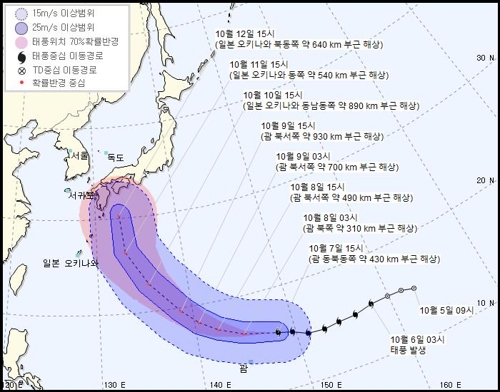 15m/s 이상범위
25m/s 이상범위
태풍위치 70%확률반경
태풍중심 이동경로
TD중심 이동경로
확률반경 중심
10월 12일 15시
(일본 오키나와 북동쪽 약 640 km 부근 해상)
10월 11일 15시
(일본 오키나와 동쪽 약 540 km 부근 해상)
10월 10일 15시
(일본 오키나와 동남동쪽 약 890 km 부근 해상)
10월 9일 15시
(괌 북서쪽 약 930 km 부근 해상)
10월 9일 03시
(괌 북서쪽 약 700 km 부근 해상)
10월 8일 15시
(괌 북서쪽 약 490 km 부근 해상)
10월 8일 03시
(괌 북쪽 약 310 km 부근 해상)
10월 7일 15시
(괌 동북동쪽 약 430 km 부근 해상)
10월 5일 09시
10월 6일 03시
태풍 발생
서울
독도
서귀포
일본 오키나와
괌
30 N
20 N
10 N
120 E
130 E
140 E
150 E
160 E